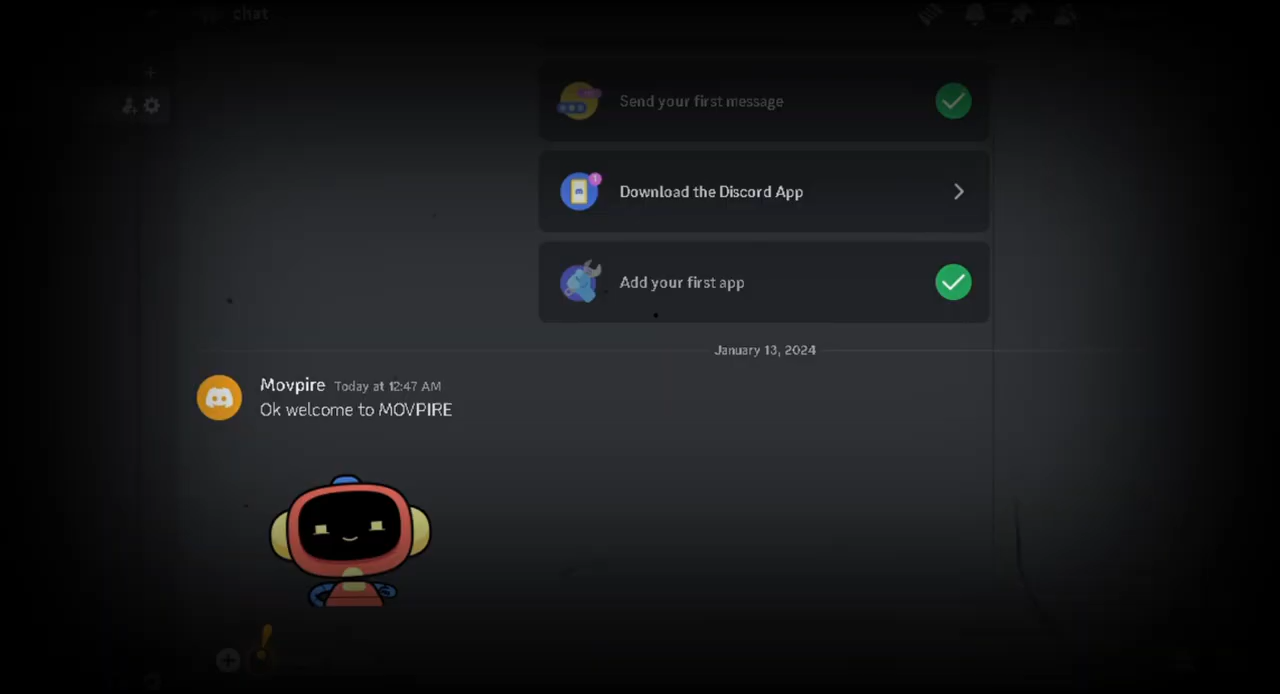 chat
Send your first message
Download the Discord App
Add your first app
January 13, 2024
Movpire Today at 12:47 AM
Ok welcome to MOVPIRE